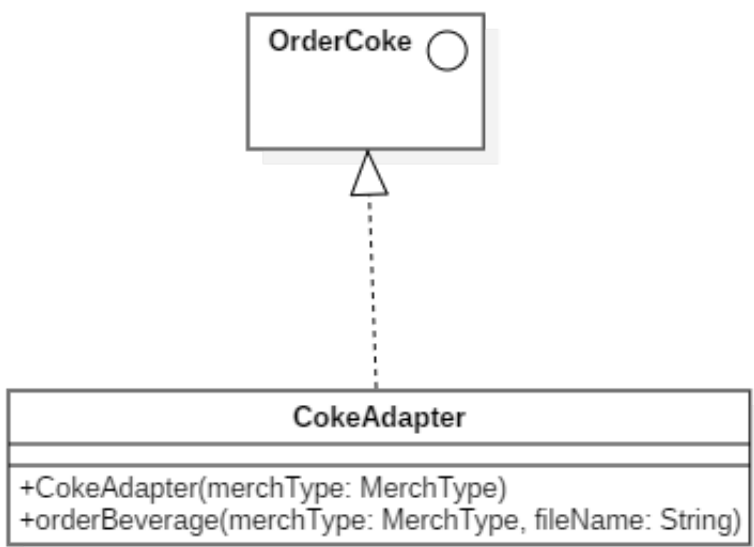 OrderCoke
CokeAdapter
+CokeAdapter(merchType: MerchType)
+orderBeverage(merchType: MerchType, fileName: String)